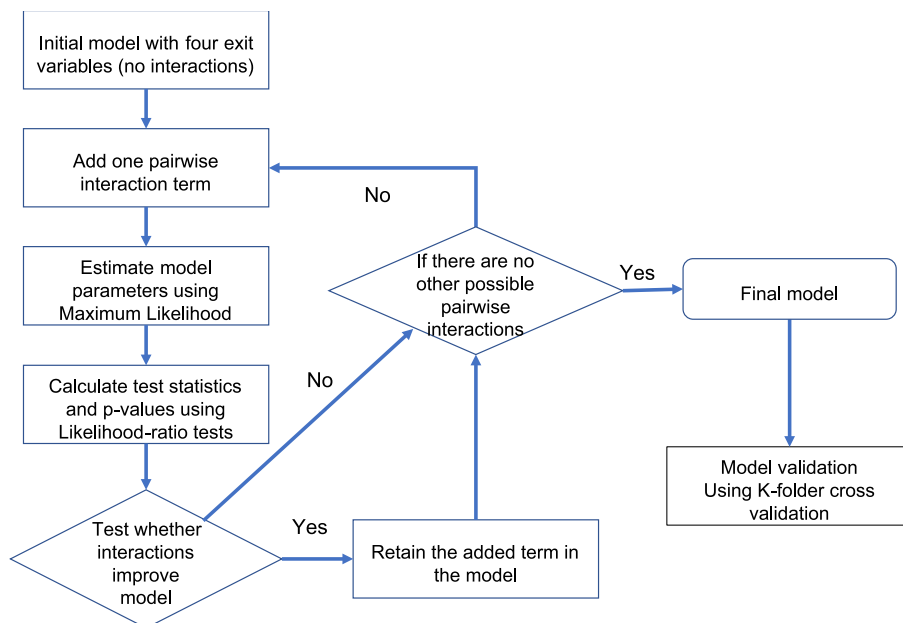 Initial model with four exit
variables (no interactions)
Add one pairwise
interaction term
No
Estimate model
parameters using
Maximum Likelihood
If there are no
other possible
pairwise
interactions
Yes
Final model
Calculate test statistics
and p-values using
Likelihood-ratio tests
No
Model validation
Using K-folder cross
validation
Test whether
interactions
improve
model
Yes
Retain the added term in
the model